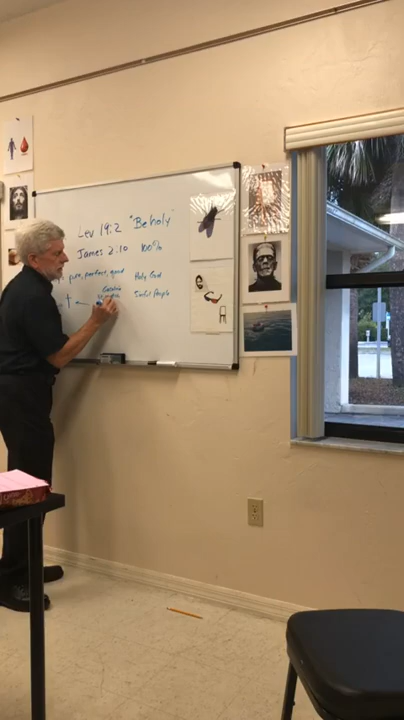 Lev 19:2 "Be holy"
James 2:10 100%
pure, perfect, good Holy God
Sinful People